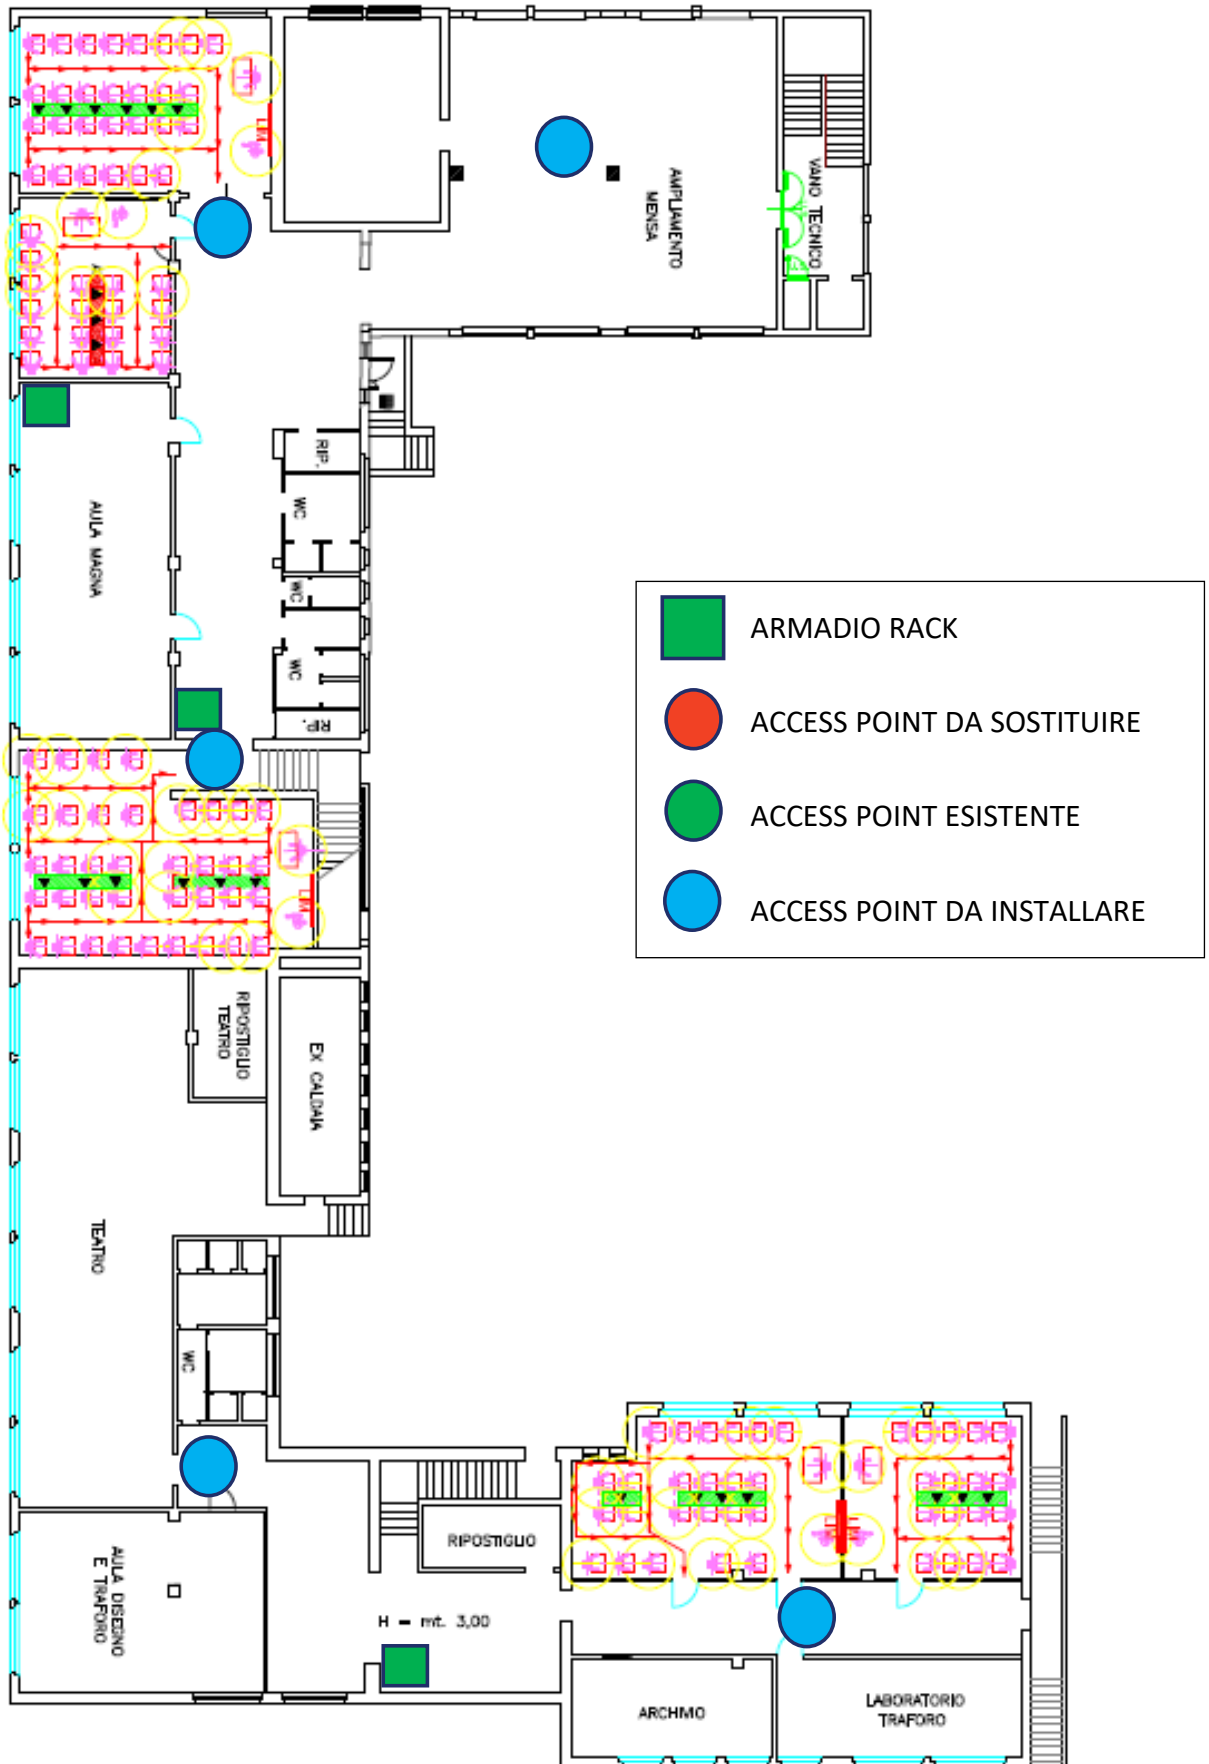 LIM
AMPLIAMENTO
MENSA
VANO TECNICO
RIP.
WC
AULA MAGNA
WC
WC
RIP.
ARMADIO RACK
ACCESS POINT DA SOSTITUIRE
ACCESS POINT ESISTENTE
ACCESS POINT DA INSTALLARE
LIM
RIPOSTIGLIO
TEATRO
EX CALDAIA
TEATRO
WC
RIPOSTIGLIO
AULA DISEGNO
E TRAFORO
H = mt. 3,00
ARCHIVIO
LABORATORIO
TRAFORO